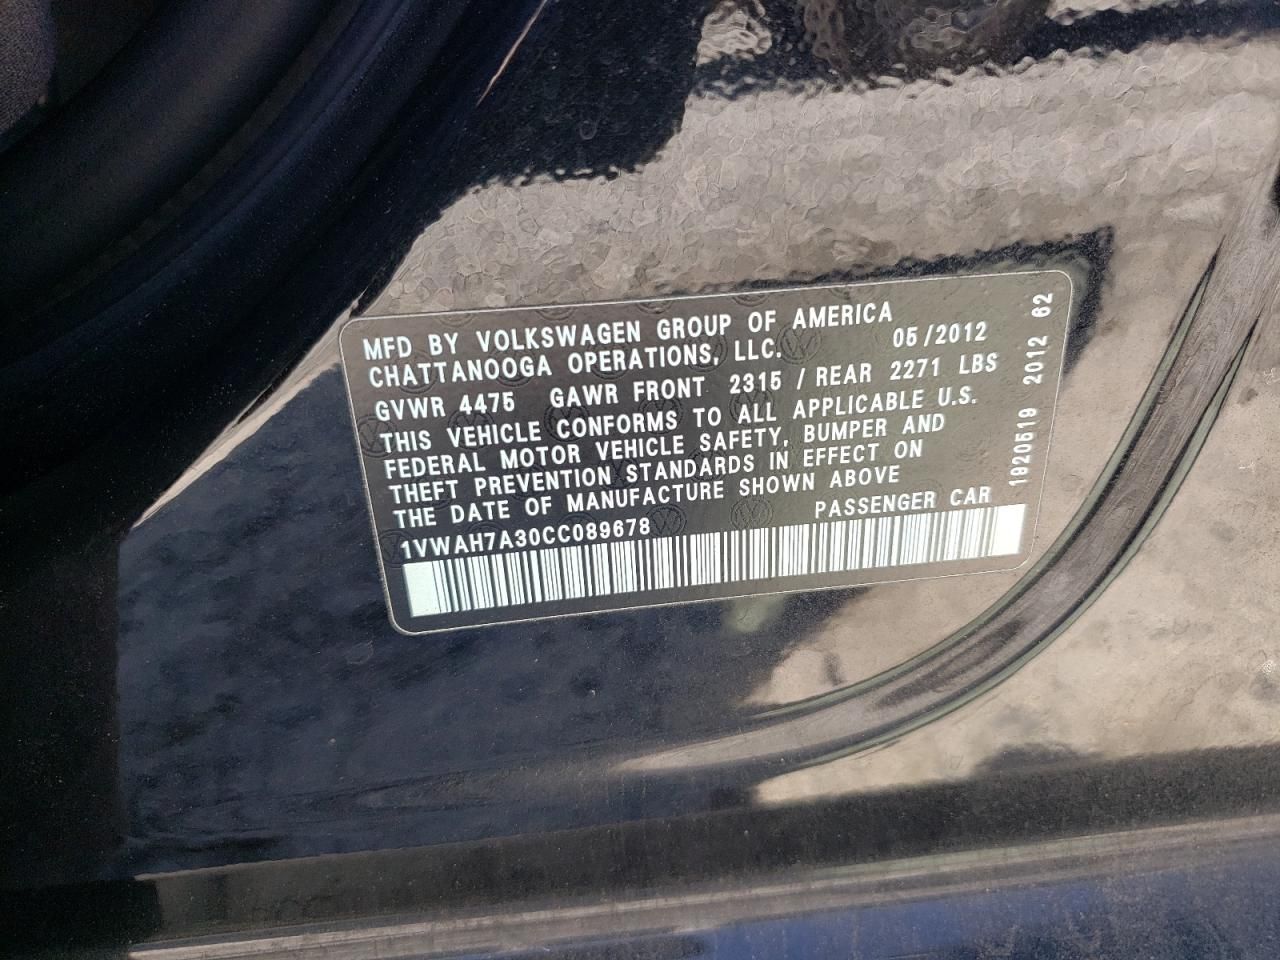 MFD BY VOLKSWAGEN GROUP OF AMERICA
CHATTANOOGA OPERATIONS, LLC. 05/2012
GVWR 4475 GAWR FRONT 2315 / REAR 2271 LBS
THIS VEHICLE CONFORMS TO ALL APPLICABLE U.S.
FEDERAL MOTOR VEHICLE SAFETY, BUMPER AND
THEFT PREVENTION STANDARDS IN EFFECT ON
THE DATE OF MANUFACTURE SHOWN ABOVE
1VWAH7A30CC089678 PASSENGER CAR
1920519 2012 62